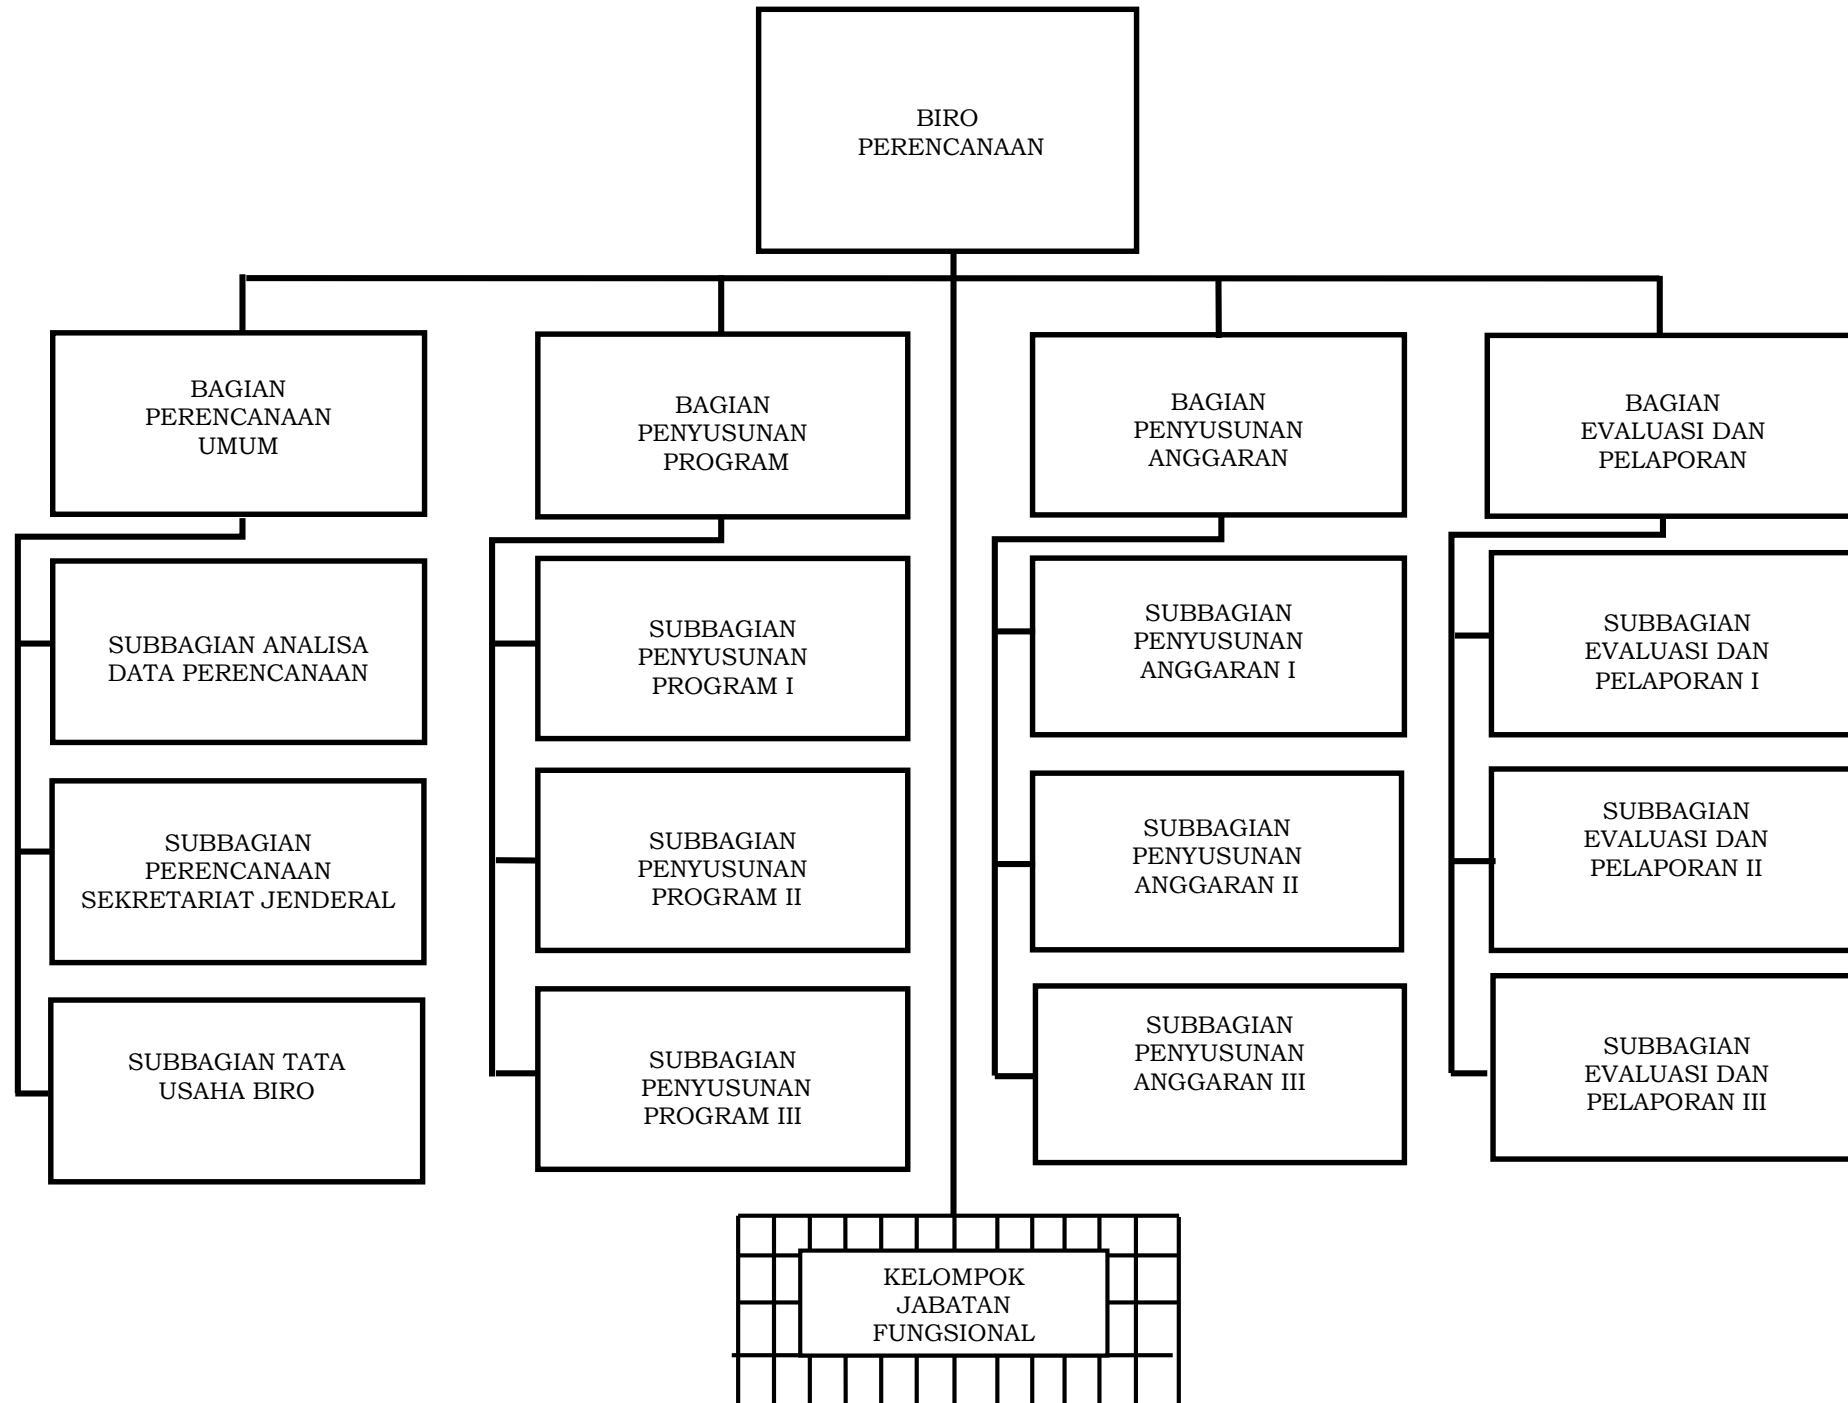 BIRO
PERENCANAAN
BAGIAN
PERENCANAAN
UMUM
BAGIAN
PENYUSUNAN
PROGRAM
BAGIAN
PENYUSUNAN
ANGGARAN
BAGIAN
EVALUASI DAN
PELAPORAN
SUBBAGIAN ANALISA
DATA PERENCANAAN
SUBBAGIAN
PENYUSUNAN
PROGRAM I
SUBBAGIAN
PENYUSUNAN
ANGGARAN I
SUBBAGIAN
EVALUASI DAN
PELAPORAN I
SUBBAGIAN
PERENCANAAN
SEKRETARIAT JENDERAL
SUBBAGIAN
PENYUSUNAN
PROGRAM II
SUBBAGIAN
PENYUSUNAN
ANGGARAN II
SUBBAGIAN
EVALUASI DAN
PELAPORAN II
SUBBAGIAN TATA
USAHA BIRO
SUBBAGIAN
PENYUSUNAN
PROGRAM III
SUBBAGIAN
PENYUSUNAN
ANGGARAN III
SUBBAGIAN
EVALUASI DAN
PELAPORAN III
KELOMPOK
JABATAN
FUNGSIONAL